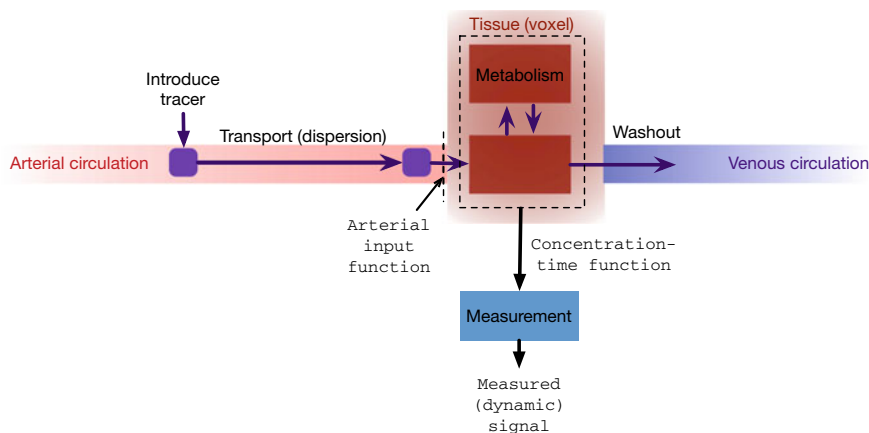 Tissue (voxel)
Metabolism
Introduce
tracer
Transport (dispersion)
Washout
Arterial circulation
Venous circulation
Arterial
input
function
Concentration-
time function
Measurement
Measured
(dynamic)
signal